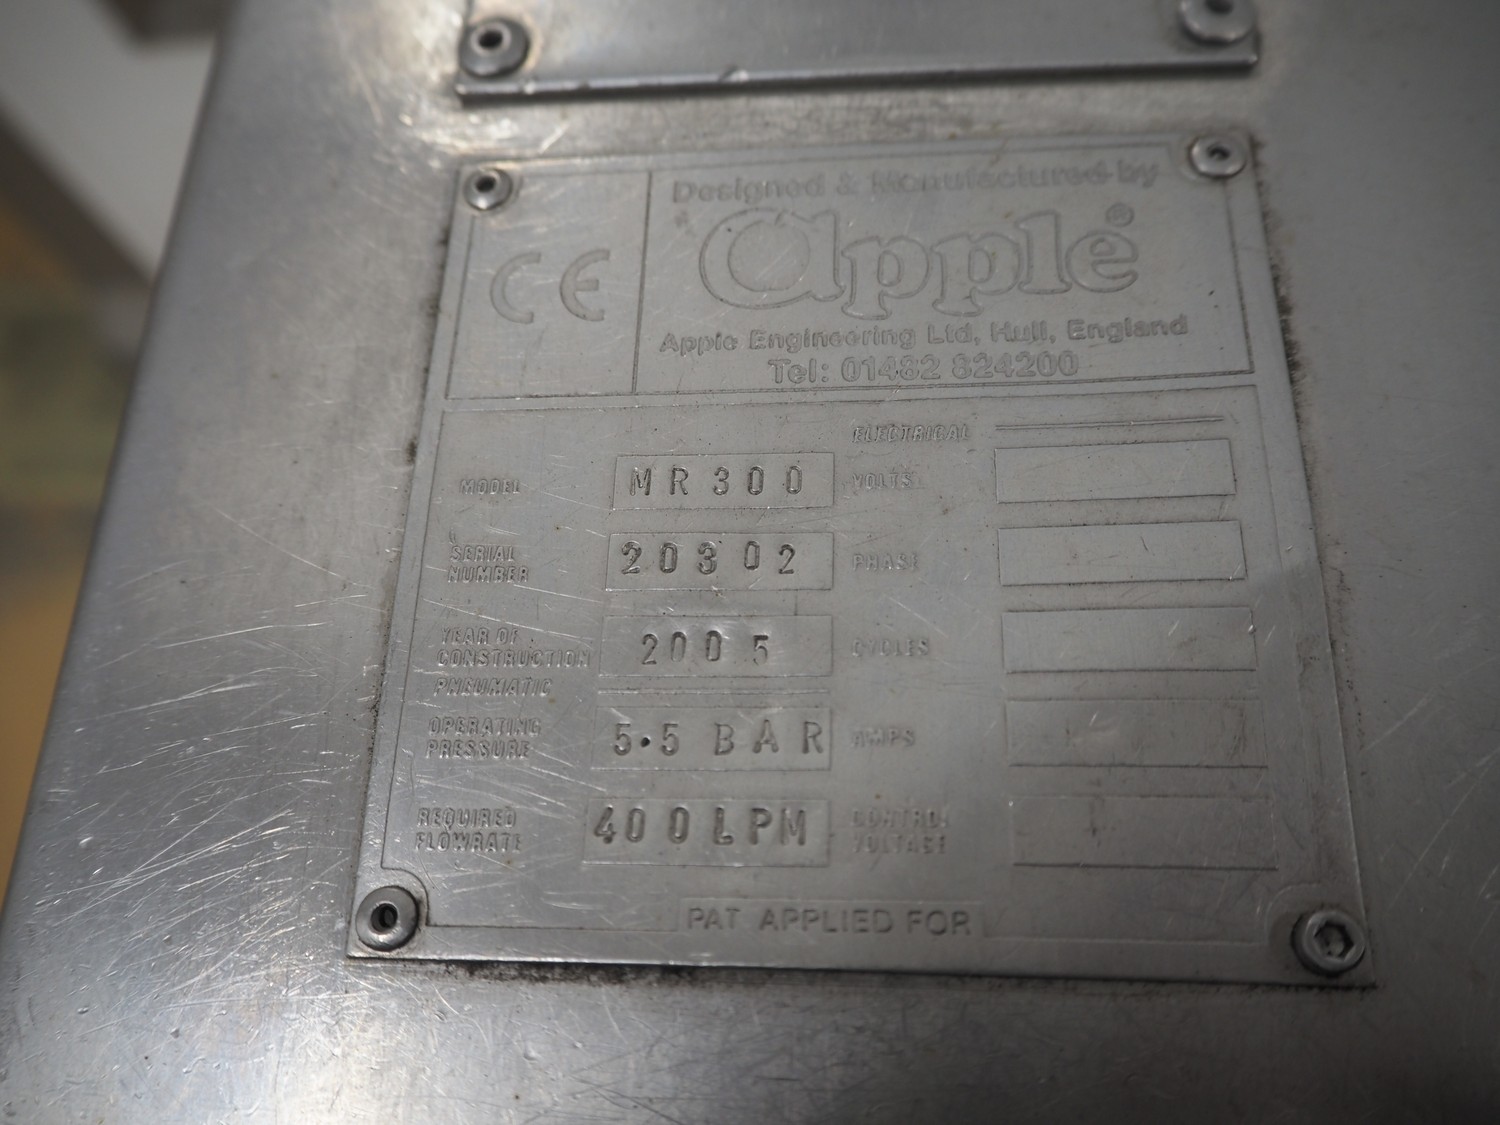 CE
Designed & Manufactured by
apple®
Apple Engineering Ltd, Hull, England
Tel: 01482 824200
ELECTRICAL
MODEL MR300 VOLTS
SERIAL NUMBER 20302 PHASE
YEAR OF CONSTRUCTION 2005 CYCLES
PNEUMATIC
OPERATING PRESSURE 5.5 BAR AMPS
REQUIRED FLOWRATE 400LPM CONTROL VOLTAGE
PAT APPLIED FOR